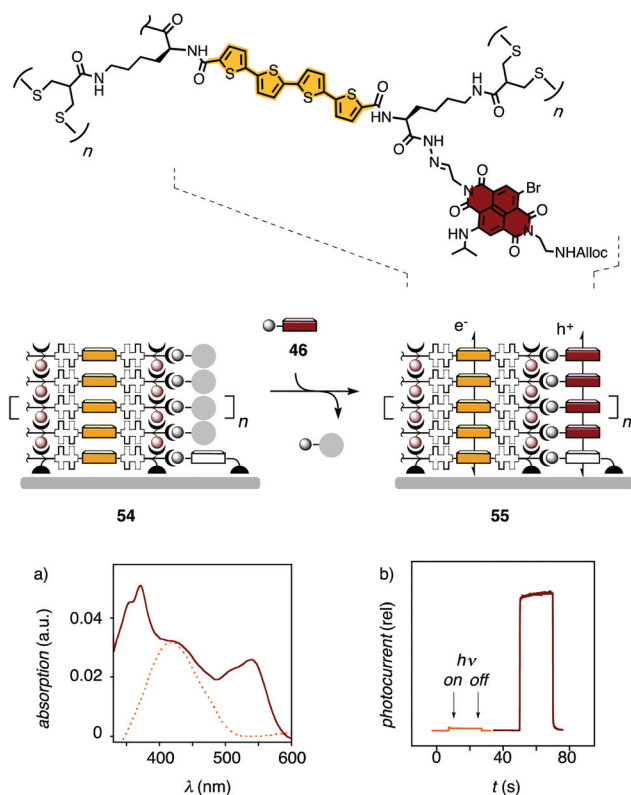 O
O
HN
O
S
N
H
O
S
S
S
S
O
H
N
S
S
n
HN
O
NH
N
N
O
O
Br
O
O
HN
O
N
NHAlloc
S
S
n
46
e-
h+
n
n
54
55
a)
b)
absorption (a.u.)
0.04
0.02
0
400
500
600
λ (nm)
photocurrent (rel)
hν
on off
0
40
80
t (s)